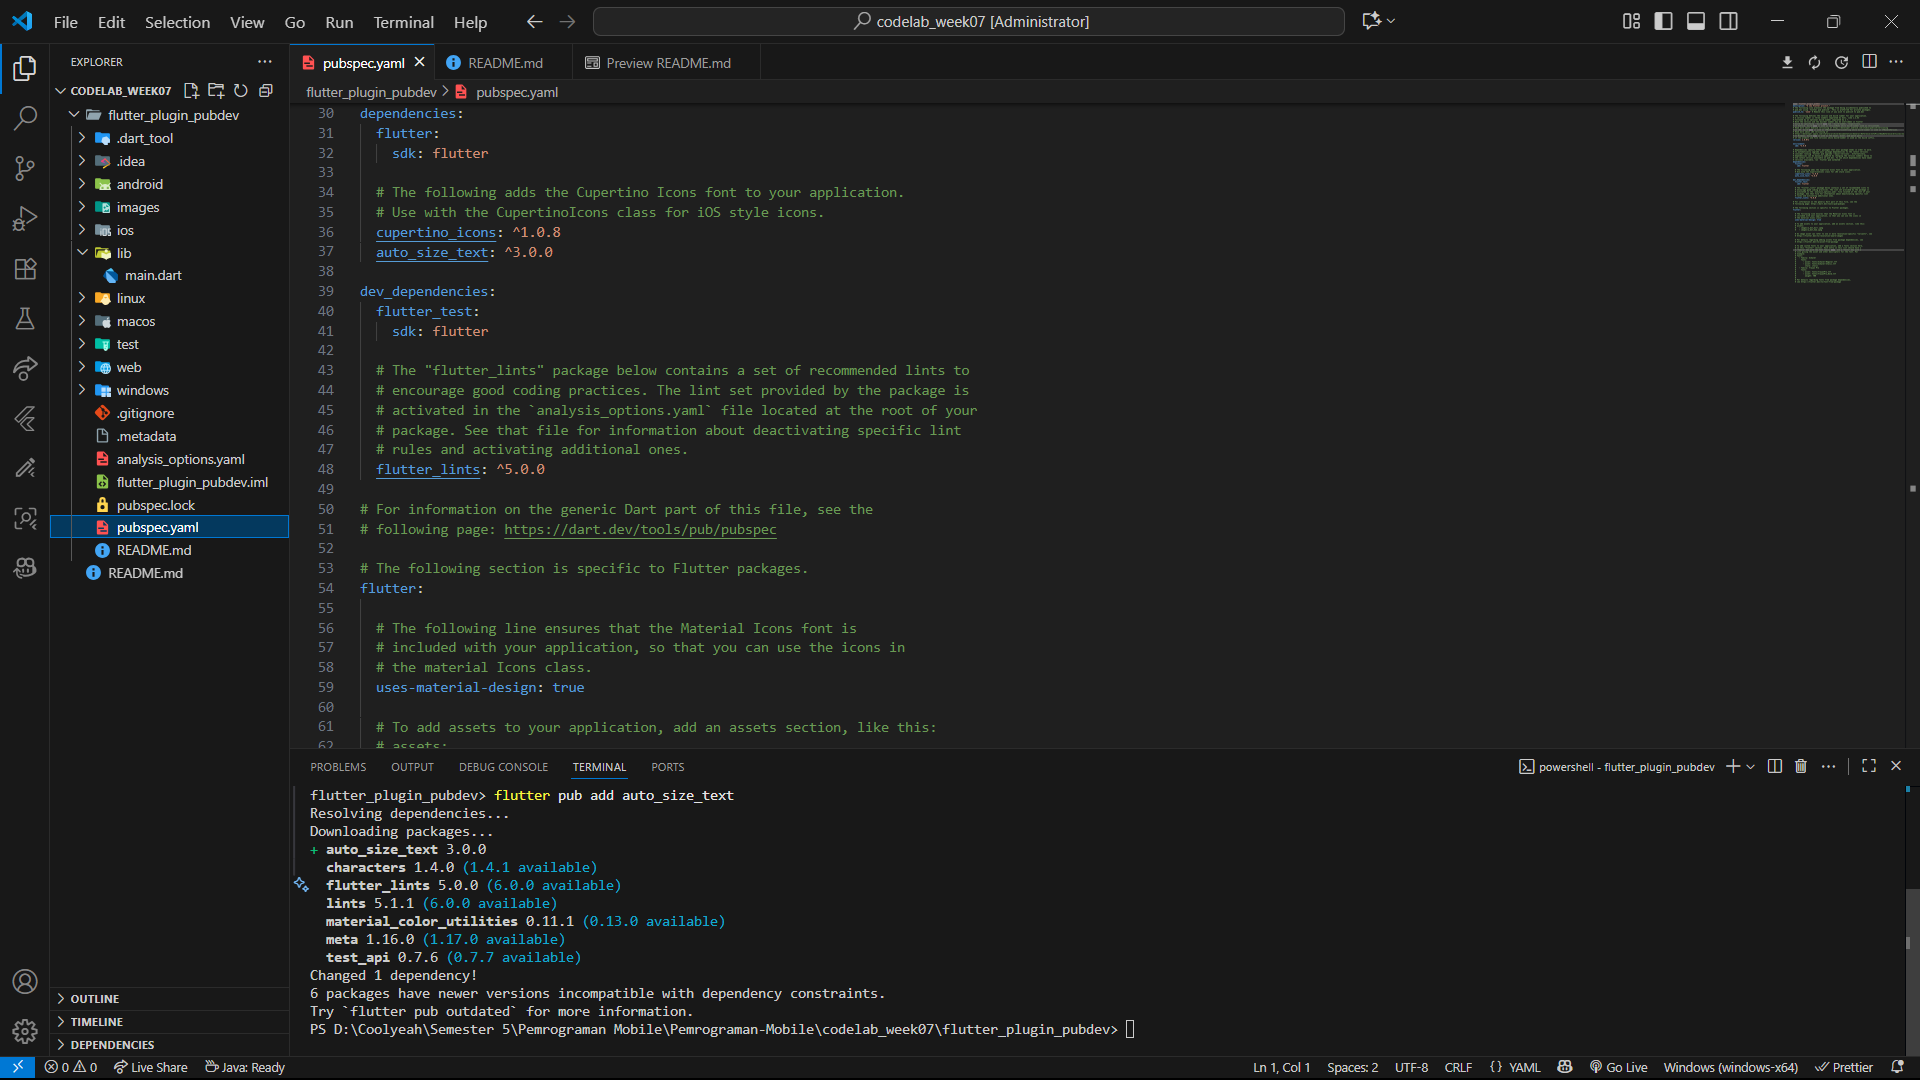 File Edit Selection View Go Run Terminal Help
codelab_week07 [Administrator]
EXPLORER
CODELAB_WEEK07
flutter_plugin_pubdev
.dart_tool
.idea
android
images
ios
lib
main.dart
linux
macos
test
web
windows
.gitignore
.metadata
analysis_options.yaml
flutter_plugin_pubdev.iml
pubspec.lock
pubspec.yaml
README.md
README.md
OUTLINE
TIMELINE
DEPENDENCIES
pubspec.yaml README.md Preview README.md
flutter_plugin_pubdev > pubspec.yaml
30 dependencies:
31 flutter:
32 sdk: flutter
33
34 # The following adds the Cupertino Icons font to your application.
35 # Use with the CupertinoIcons class for iOS style icons.
36 cupertino_icons: ^1.0.8
37 auto_size_text: ^3.0.0
38
39 dev_dependencies:
40 flutter_test:
41 sdk: flutter
42
43 # The "flutter_lints" package below contains a set of recommended lints to
44 # encourage good coding practices. The lint set provided by the package is
45 # activated in the `analysis_options.yaml` file located at the root of your
46 # package. See that file for information about deactivating specific lint
47 # rules and activating additional ones.
48 flutter_lints: ^5.0.0
49
50 # For information on the generic Dart part of this file, see the
51 # following page: https://dart.dev/tools/pub/pubspec
52
53 # The following section is specific to Flutter packages.
54 flutter:
55
56 # The following line ensures that the Material Icons font is
57 # included with your application, so that you can use the icons in
58 # the material Icons class.
59 uses-material-design: true
60
61 # To add assets to your application, add an assets section, like this:
62 # assets:
PROBLEMS OUTPUT DEBUG CONSOLE TERMINAL PORTS
powershell - flutter_plugin_pubdev
flutter_plugin_pubdev> flutter pub add auto_size_text
Resolving dependencies...
Downloading packages...
+ auto_size_text 3.0.0
characters 1.4.0 (1.4.1 available)
flutter_lints 5.0.0 (6.0.0 available)
lints 5.1.1 (6.0.0 available)
material_color_utilities 0.11.1 (0.13.0 available)
meta 1.16.0 (1.17.0 available)
test_api 0.7.6 (0.7.7 available)
Changed 1 dependency!
6 packages have newer versions incompatible with dependency constraints.
Try `flutter pub outdated` for more information.
PS D:\Coolyeah\Semester 5\Pemrograman Mobile\Pemrograman-Mobile\codelab_week07\flutter_plugin_pubdev>
0 0 Live Share Java: Ready
Ln 1, Col 1 Spaces: 2 UTF-8 CRLF {} YAML Go Live Windows (windows-x64) Prettier